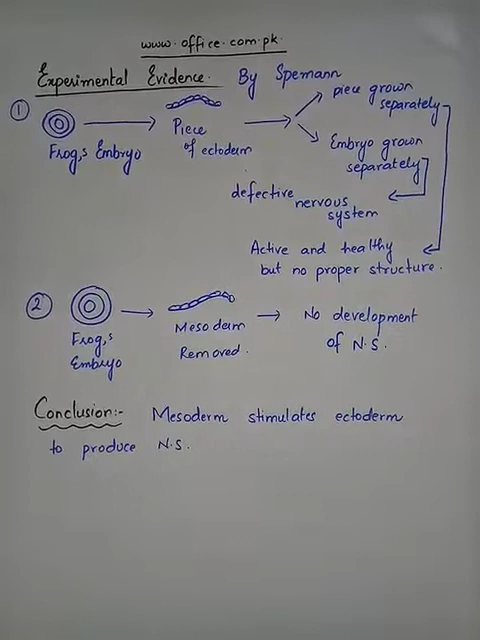 www.office.com.pk.
Experimental Evidence. By Spemann
① Frog,s Embryo
Piece
of ectoderm
piece grown
separately
Embryo grown
separately
defective nervous
system
Active and healthy
but no proper structure.
② Frog,s
Embryo
Mesoderm
Removed.
No development
of N.S.
Conclusion:- Mesoderm stimulates ectoderm
to produce N.S.